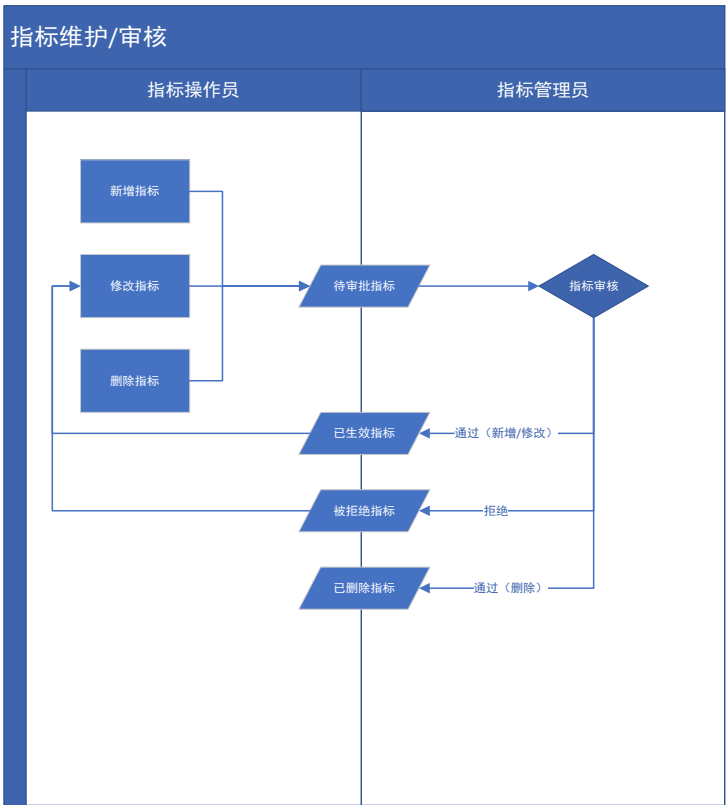 指标维护/审核
指标操作员
指标管理员
新增指标
修改指标
待审批指标
指标审核
删除指标
已生效指标
通过（新增/修改）
被拒绝指标
拒绝
已删除指标
通过（删除）